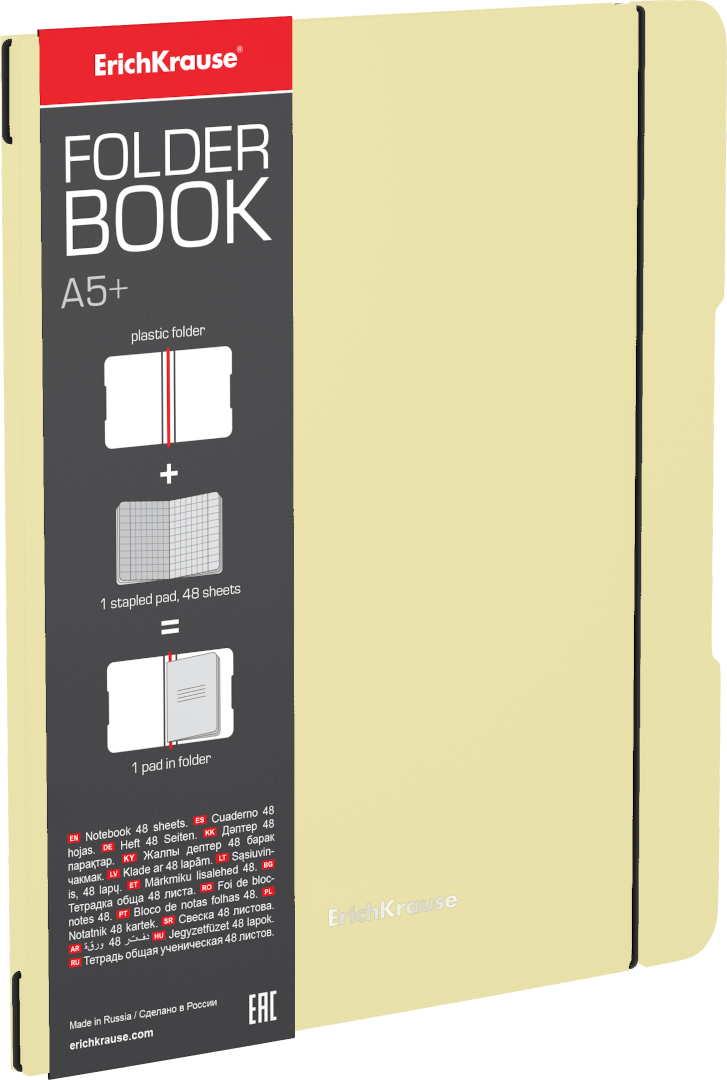 ErichKrause®
FOLDER
BOOK
A5+
plastic folder
+
1 stapled pad, 48 sheets
=
1 pad in folder
EN Notebook 48 sheets. ES Cuaderno 48
hojas. DE Heft 48 Seiten. KK Дәптер 48
парақтар. KY Жалпы дептер 48 барак
чакмак. LV Klade ar 48 lapām. LT Sąsiuvin-
is, 48 lapų. ET Märkmiku lisalehed 48. BG
Тетрадка обща 48 листа. RO Foi de bloc-
notes 48. PT Bloco de notas folhas 48. PL
Notatnik 48 kartek. SR Свеска 48 листова.
AR دفتر 48 ورقة HU Jegyzetfüzet 48 lapok.
RU Тетрадь общая ученическая 48 листов.
Made in Russia / Сделано в России
erichkrause.com
EAC
ErichKrause